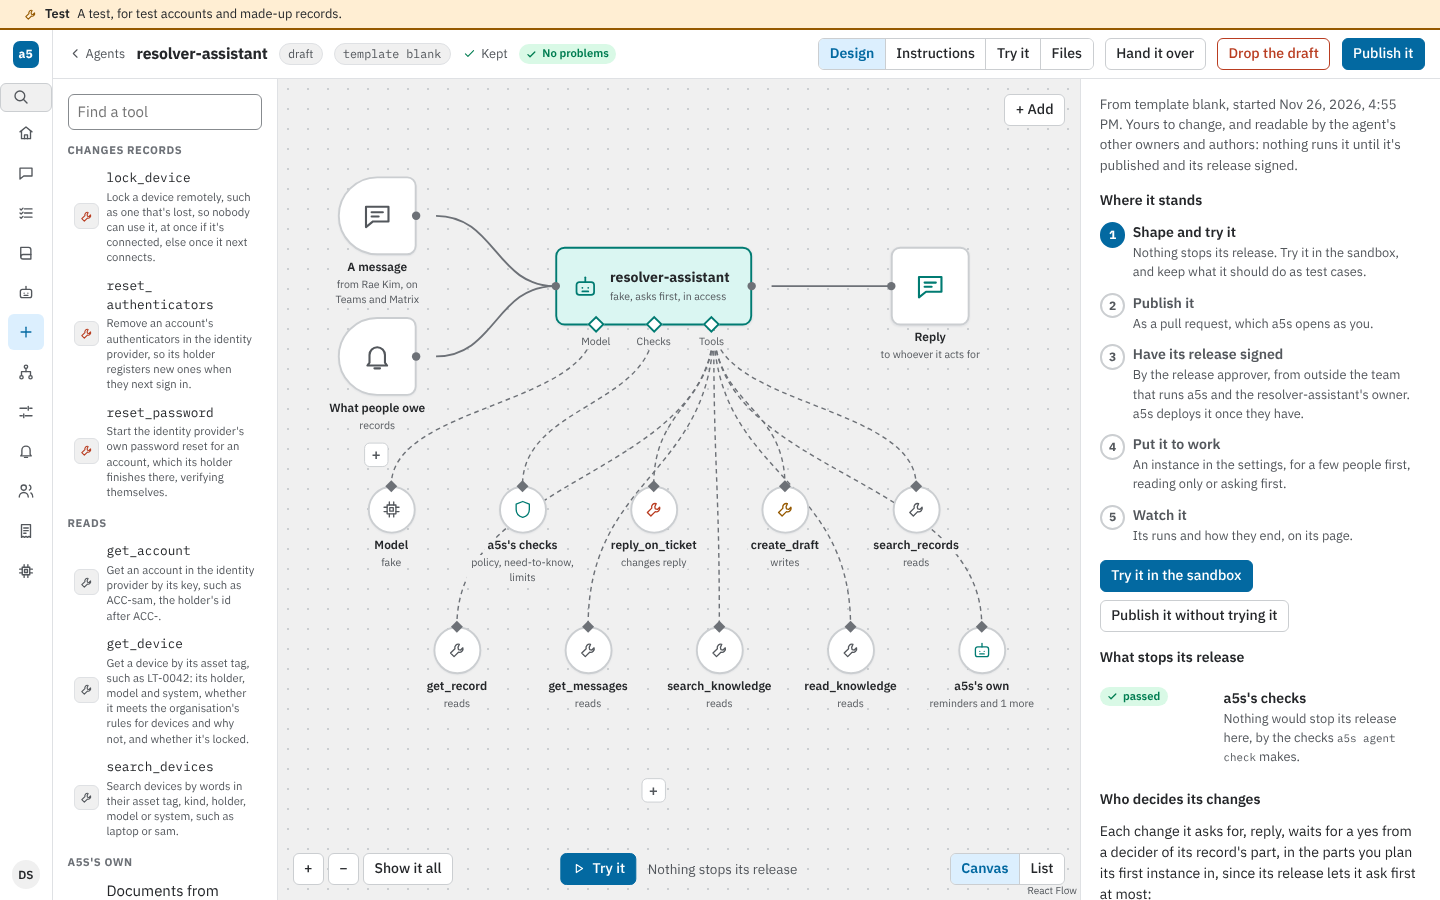 Test A test, for test accounts and made-up records.
a5
Agents
resolver-assistant
draft
template blank
Kept
No problems
Design
Instructions
Try it
Files
Hand it over
Drop the draft
Publish it
Find a tool
CHANGES RECORDS
lock_device
Lock a device remotely, such
as one that's lost, so nobody
can use it, at once if it's
connected, else once it next
connects.
reset_
authenticators
Remove an account's
authenticators in the identity
provider, so its holder
registers new ones when
they next sign in.
reset_password
Start the identity provider's
own password reset for an
account, which its holder
finishes there, verifying
themselves.
READS
get_account
Get an account in the identity
provider by its key, such as
ACC-sam, the holder's id
after ACC-.
get_device
Get a device by its asset tag,
such as LT-0042: its holder,
model and system, whether
it meets the organisation's
rules for devices and why
not, and whether it's locked.
search_devices
Search devices by words in
their asset tag, kind, holder,
model or system, such as
laptop or sam.
A5S'S OWN
Documents from
DS
+ Add
A message
from Rae Kim, on
Teams and Matrix
What people owe
records
resolver-assistant
fake, asks first, in access
Model
Checks
Tools
Reply
to whoever it acts for
+
Model
fake
a5s's checks
policy, need-to-know,
limits
reply_on_ticket
changes reply
create_draft
writes
search_records
reads
get_record
reads
get_messages
reads
search_knowledge
reads
read_knowledge
reads
a5s's own
reminders and 1 more
+
+
−
Show it all
Try it
Nothing stops its release
Canvas
List
React Flow
From template blank, started Nov 26, 2026, 4:55
PM. Yours to change, and readable by the agent's
other owners and authors: nothing runs it until it's
published and its release signed.
Where it stands
1
Shape and try it
Nothing stops its release. Try it in the sandbox,
and keep what it should do as test cases.
2
Publish it
As a pull request, which a5s opens as you.
3
Have its release signed
By the release approver, from outside the team
that runs a5s and the resolver-assistant's owner.
a5s deploys it once they have.
4
Put it to work
An instance in the settings, for a few people first,
reading only or asking first.
5
Watch it
Its runs and how they end, on its page.
Try it in the sandbox
Publish it without trying it
What stops its release
passed
a5s's checks
Nothing would stop its release
here, by the checks a5s agent
check makes.
Who decides its changes
Each change it asks for, reply, waits for a yes from
a decider of its record's part, in the parts you plan
its first instance in, since its release lets it ask first
at most: